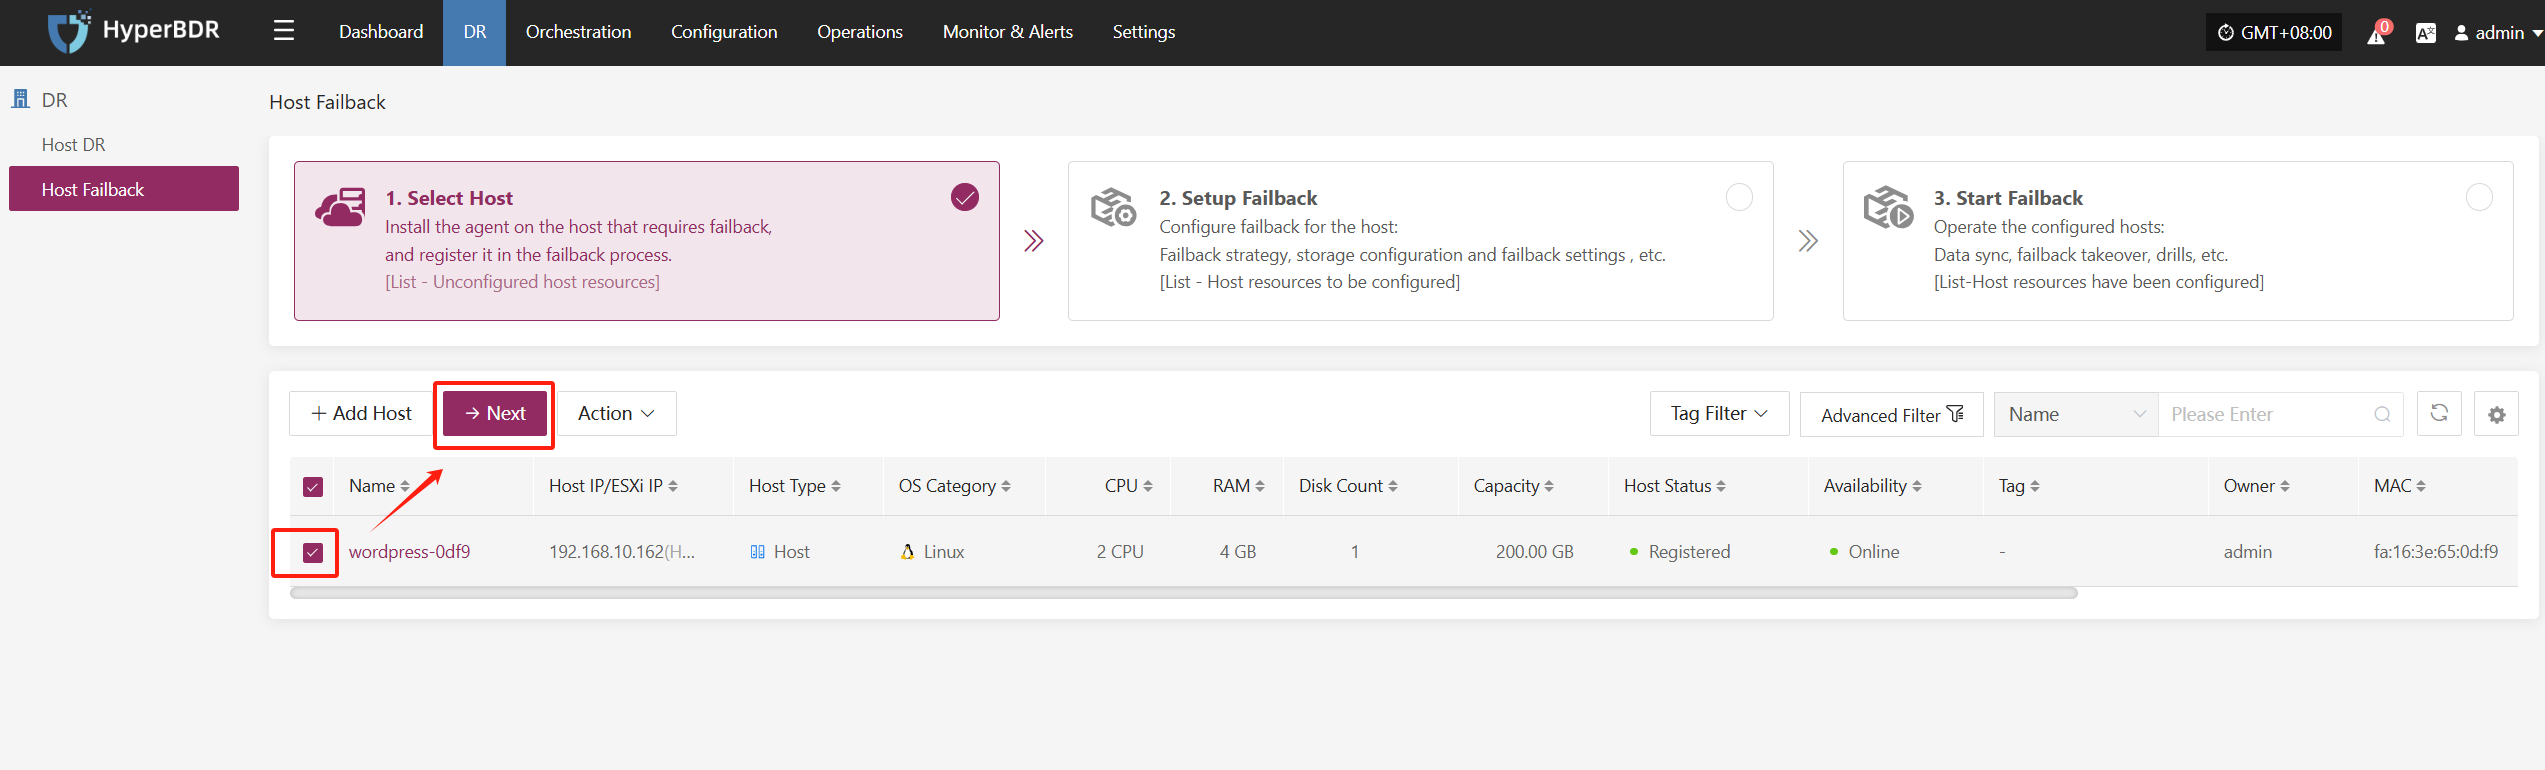 HyperBDR
Dashboard
DR
Orchestration
Configuration
Operations
Monitor & Alerts
Settings
GMT+08:00
0
admin
DR
Host DR
Host Failback
Host Failback
1. Select Host
Install the agent on the host that requires failback,
and register it in the failback process.
[List - Unconfigured host resources]
2. Setup Failback
Configure failback for the host:
Failback strategy, storage configuration and failback settings , etc.
[List - Host resources to be configured]
3. Start Failback
Operate the configured hosts:
Data sync, failback takeover, drills, etc.
[List-Host resources have been configured]
+ Add Host
→ Next
Action
Tag Filter
Advanced Filter
Name
Please Enter
Name
Host IP/ESXi IP
Host Type
OS Category
CPU
RAM
Disk Count
Capacity
Host Status
Availability
Tag
Owner
MAC
wordpress-0df9
192.168.10.162(H...
Host
Linux
2 CPU
4 GB
1
200.00 GB
Registered
Online
-
admin
fa:16:3e:65:0d:f9